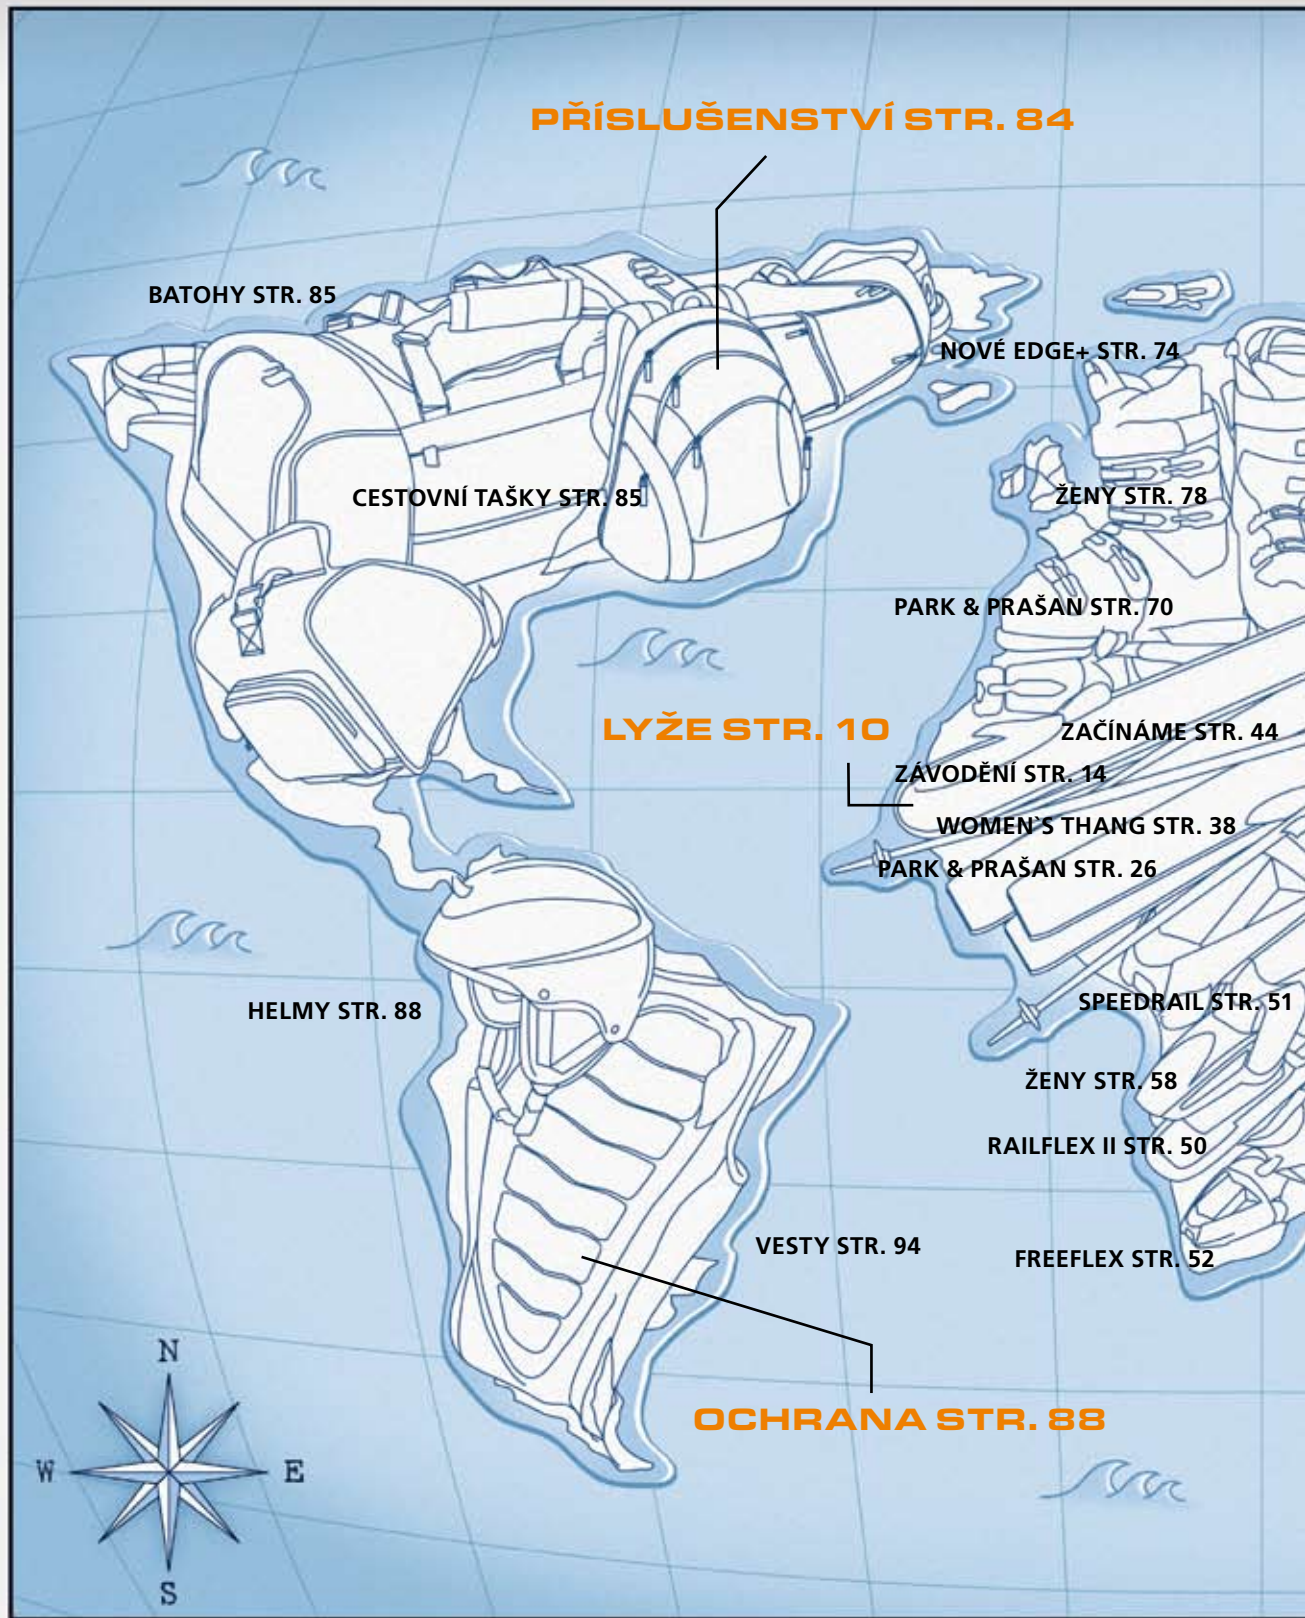 PŘÍSLUŠENSTVÍ STR. 84
BATOHY STR. 85
NOVÉ EDGE+ STR. 74
CESTOVNÍ TAŠKY STR. 85
ŽENY STR. 78
PARK & PRAŠAN STR. 70
LYŽE STR. 10
ZAČÍNÁME STR. 44
ZÁVODĚNÍ STR. 14
WOMEN`S THANG STR. 38
PARK & PRAŠAN STR. 26
HELMY STR. 88
SPEEDRAIL STR. 51
ŽENY STR. 58
RAILFLEX II STR. 50
VESTY STR. 94
FREEFLEX STR. 52
OCHRANA STR. 88
N
W
E
S